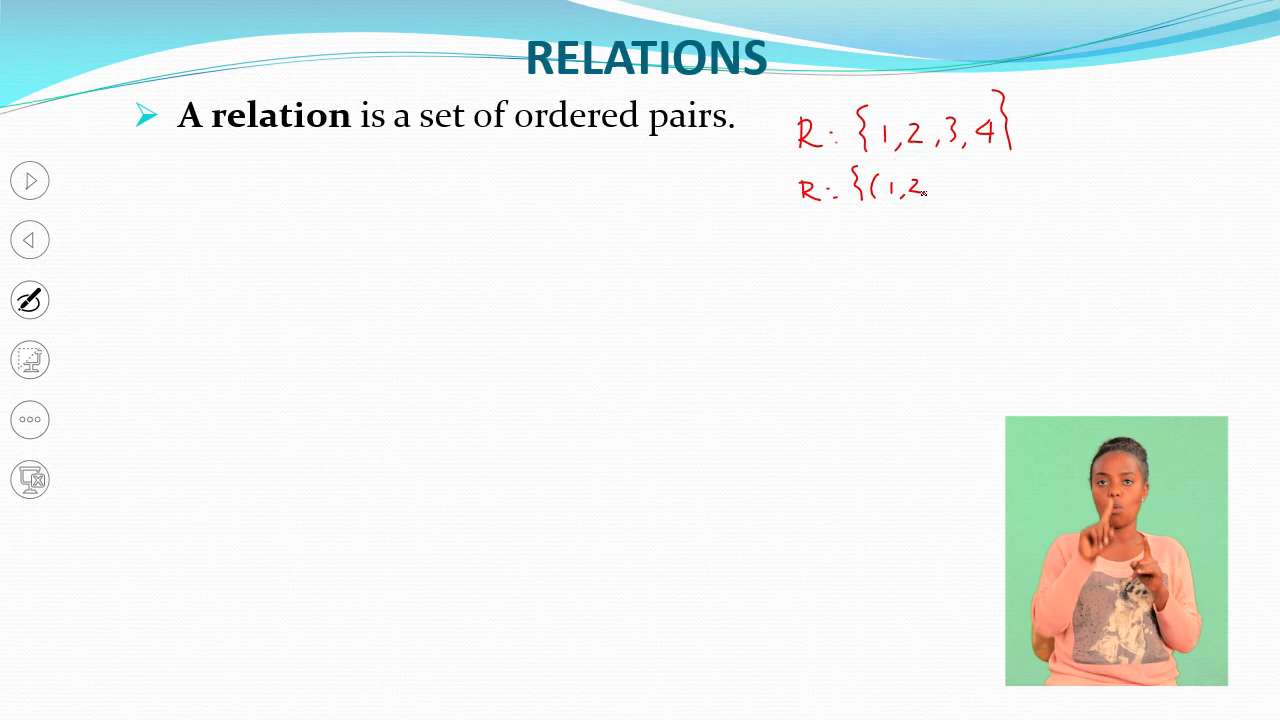 RELATIONS
A relation is a set of ordered pairs.
R: {1,2,3,4}
R: {(1,2